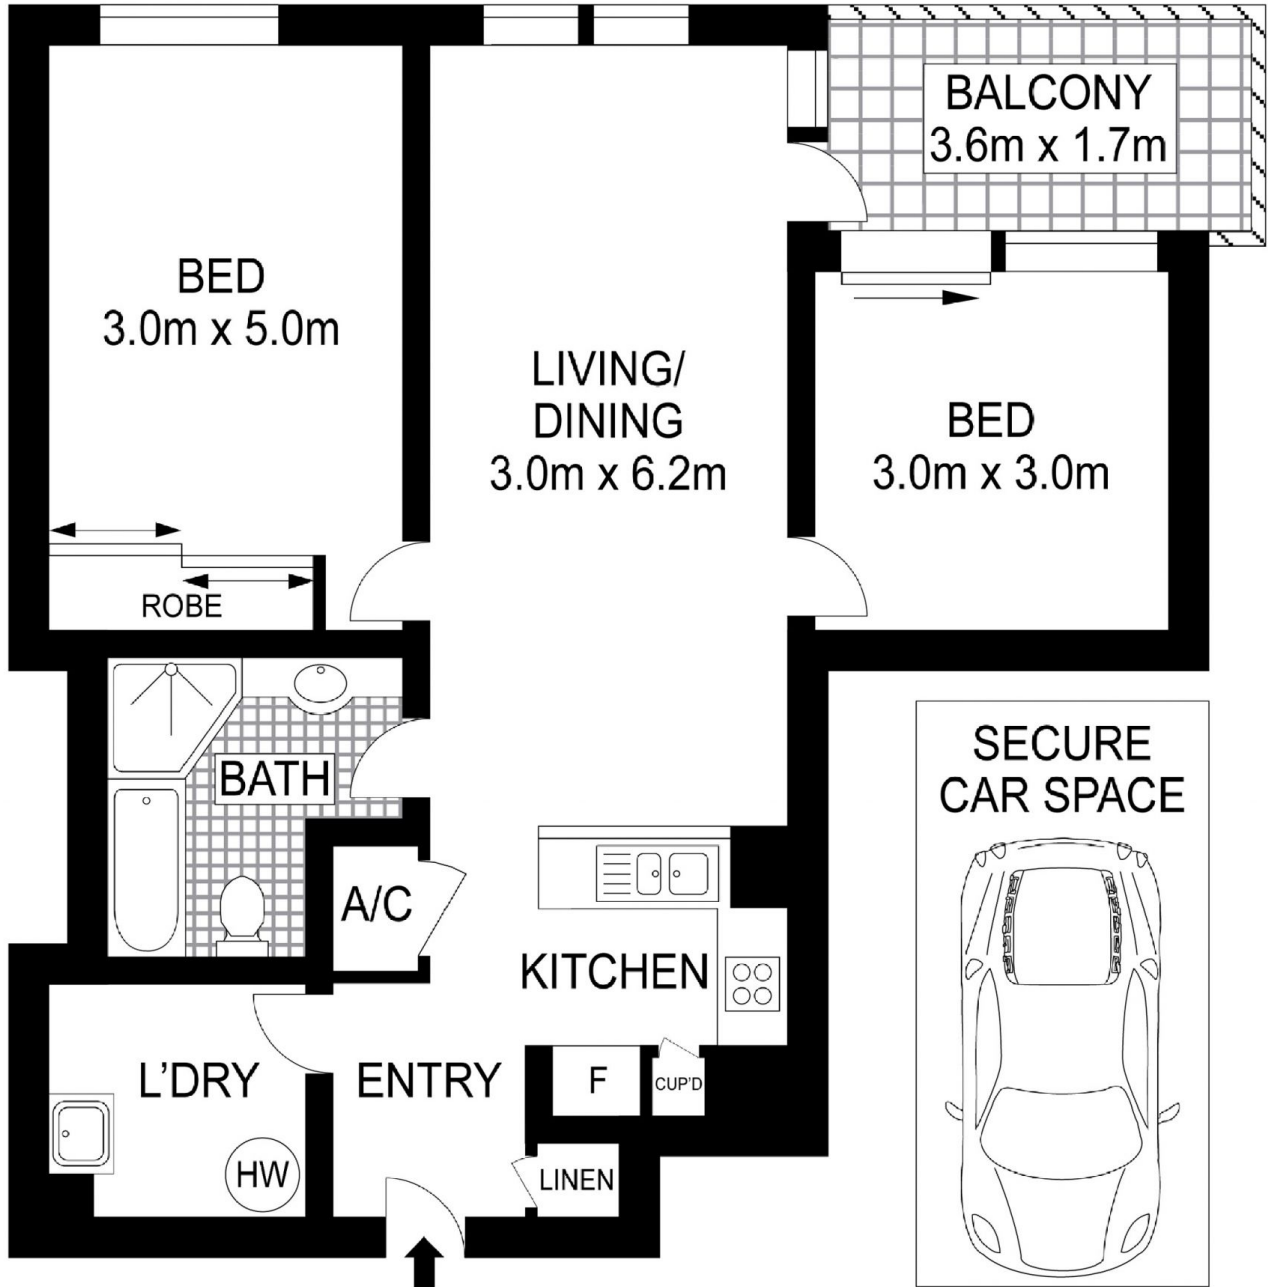 BALCONY
3.6m x 1.7m
BED
3.0m x 5.0m
LIVING/
DINING
3.0m x 6.2m
BED
3.0m x 3.0m
ROBE
BATH
SECURE
CAR SPACE
A/C
KITCHEN
L'DRY
ENTRY
F
CUP'D
HW
LINEN